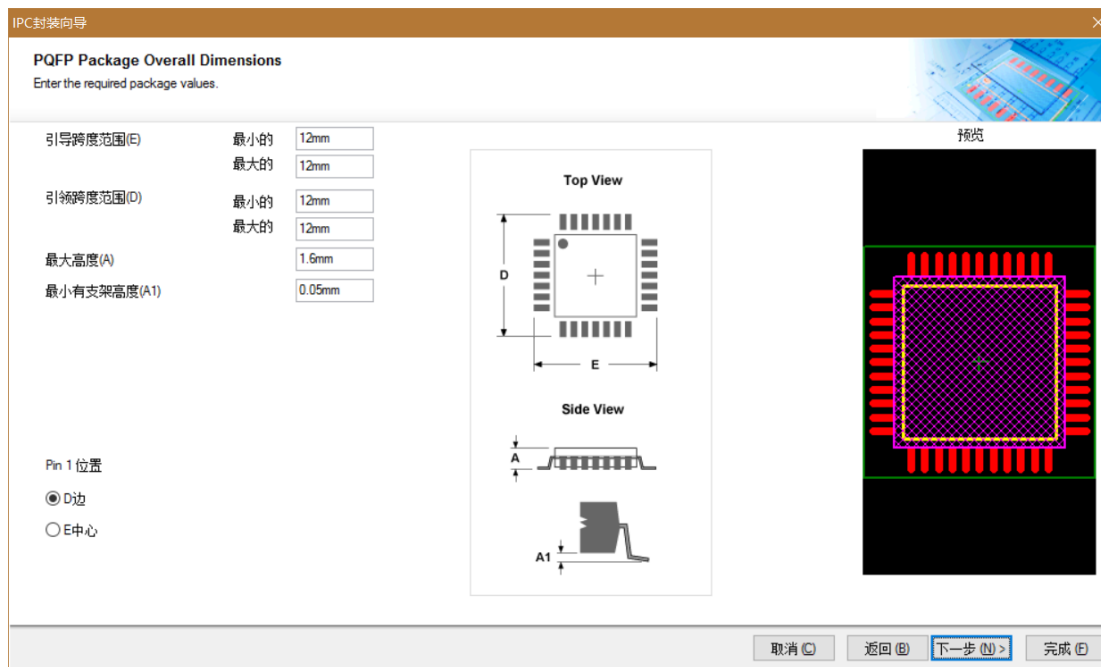 IPC封装向导
PQFP Package Overall Dimensions
Enter the required package values.
引导跨度范围(E) 最小的 12mm
最大的 12mm
引领跨度范围(D) 最小的 12mm
最大的 12mm
最大高度(A) 1.6mm
最小有支架高度(A1) 0.05mm
Pin 1 位置
D边
E中心
Top View
D
E
Side View
A
A1
预览
取消(C) 返回(B) 下一步(N)> 完成(F)